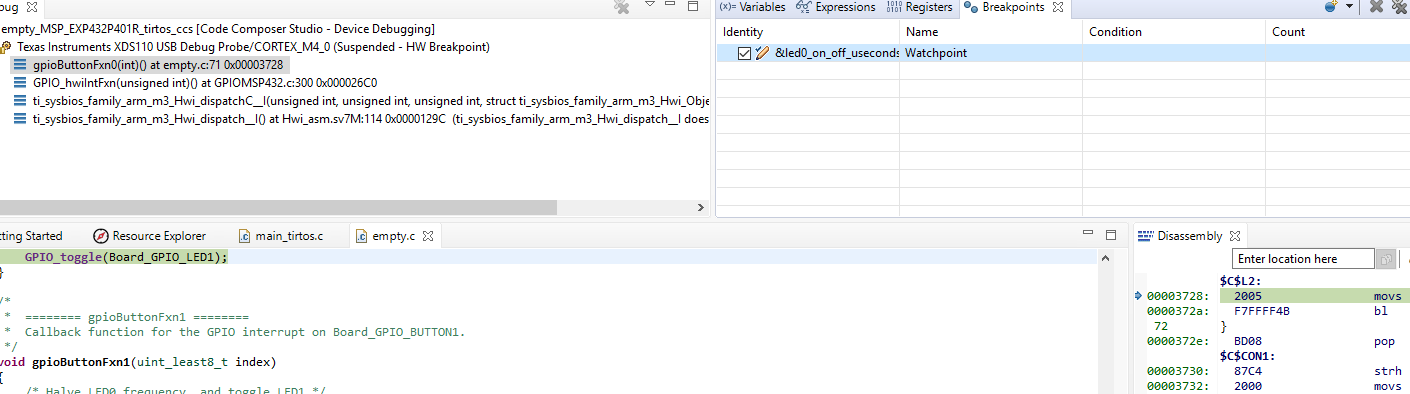 bug
(x)= Variables Expressions Registers Breakpoints
empty_MSP_EXP432P401R_tirtos_ccs [Code Composer Studio - Device Debugging]
Texas Instruments XDS110 USB Debug Probe/CORTEX_M4_0 (Suspended - HW Breakpoint)
gpioButtonFxn0(int)() at empty.c:71 0x00003728
GPIO_hwiIntFxn(unsigned int)() at GPIOMSP432.c:300 0x000026C0
ti_sysbios_family_arm_m3_Hwi_dispatchC__I(unsigned int, unsigned int, unsigned int, struct ti_sysbios_family_arm_m3_Hwi_Obje
ti_sysbios_family_arm_m3_Hwi_dispatch__I() at Hwi_asm.sv7M:114 0x0000129C (ti_sysbios_family_arm_m3_Hwi_dispatch__I does
Identity Name Condition Count
&led0_on_off_useconds Watchpoint
tting Started Resource Explorer main_tirtos.c empty.c
GPIO_toggle(Board_GPIO_LED1);
}
/*
* ======== gpioButtonFxn1 ========
* Callback function for the GPIO interrupt on Board_GPIO_BUTTON1.
*/
void gpioButtonFxn1(uint_least8_t index)
{
/* Halve LED0 frequency and toggle LED1 */
Disassembly
Enter location here
$C$L2:
00003728: 2005 movs
0000372a: F7FFFF4B bl
72 }
0000372e: BD08 pop
$C$CON1:
00003730: 87C4 strh
00003732: 2000 movs